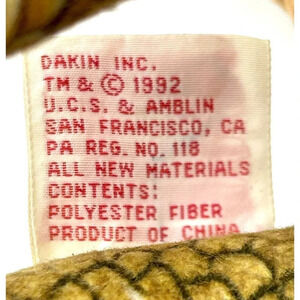 DAKIN INC.
TM & © 1992
U.C.S. & AMBLIN
SAN FRANCISCO, CA
PA REG. NO. 118
ALL NEW MATERIALS
CONTENTS:
POLYESTER FIBER
PRODUCT OF CHINA